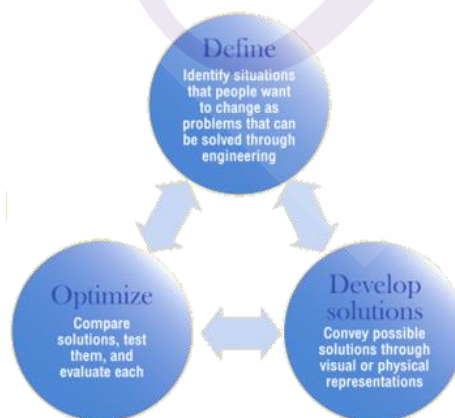 Define
Identify situations
that people want
to change as
problems that can
be solved through
engineering
Optimize
Compare
solutions, test
them, and
evaluate each
Develop
solutions
Convey possible
solutions through
visual or physical
representations